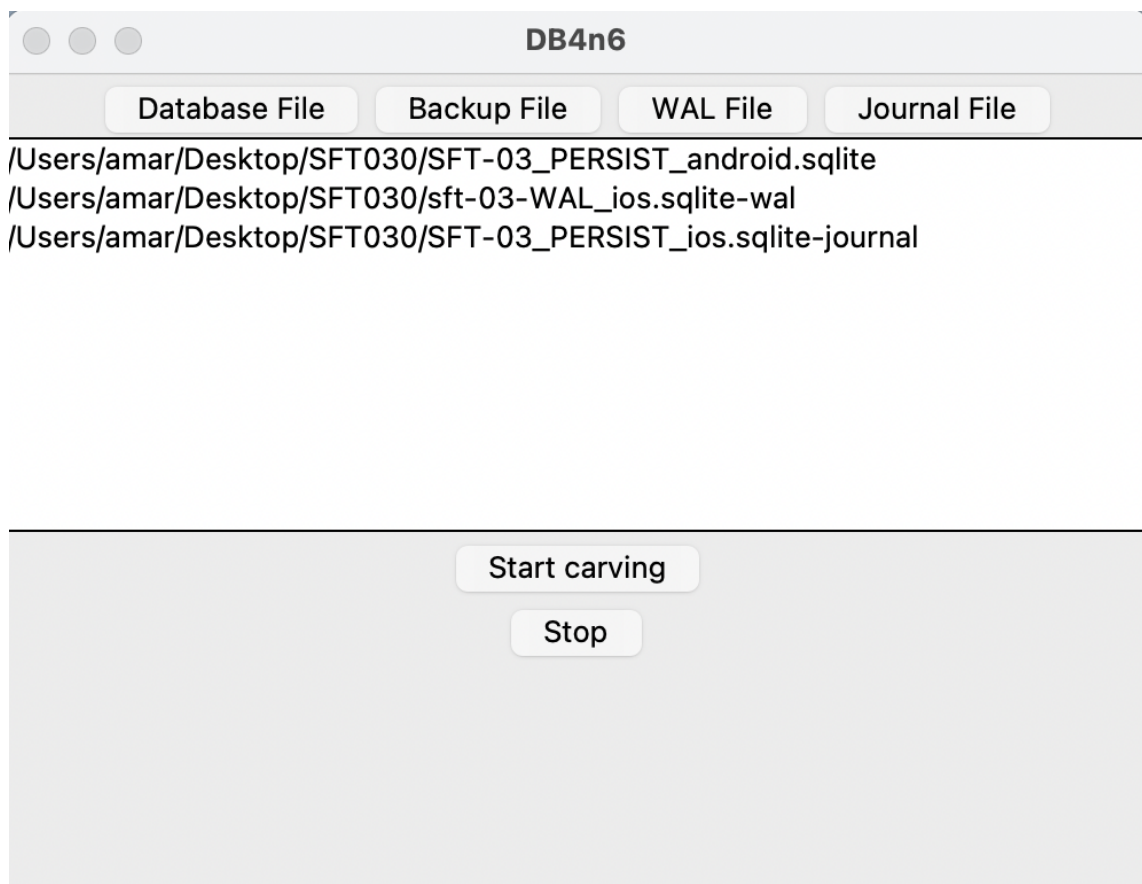 DB4n6
Database File Backup File WAL File Journal File
/Users/amar/Desktop/SFT030/SFT-03_PERSIST_android.sqlite
/Users/amar/Desktop/SFT030/sft-03-WAL_ios.sqlite-wal
/Users/amar/Desktop/SFT030/SFT-03_PERSIST_ios.sqlite-journal
Start carving
Stop